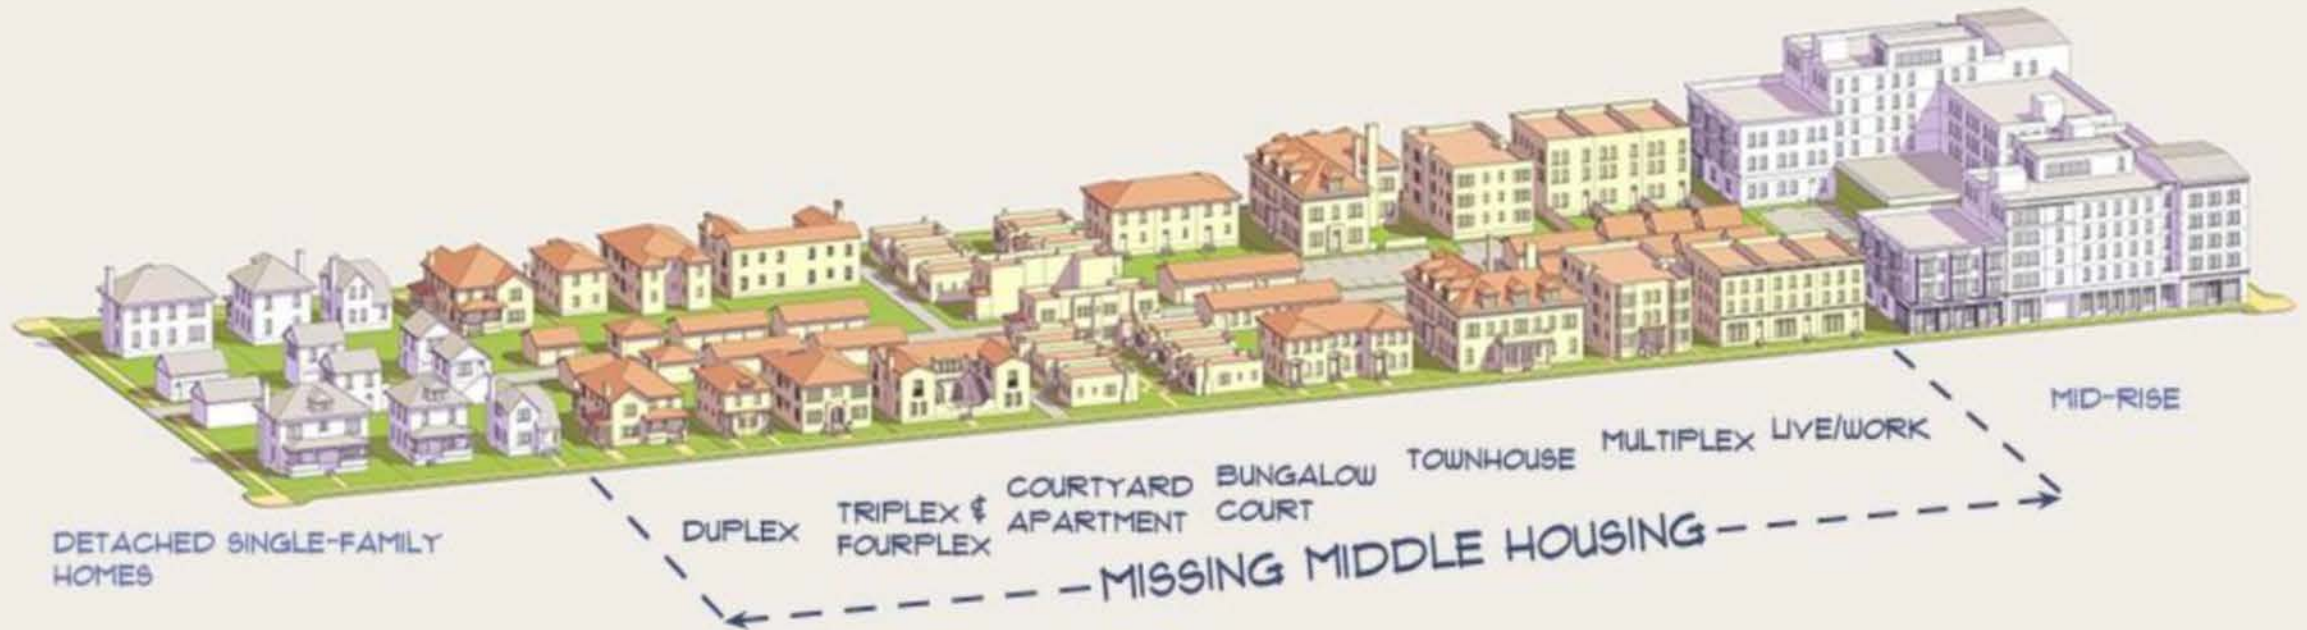 DETACHED SINGLE-FAMILY
HOMES
DUPLEX
TRIPLEX &
FOURPLEX
COURTYARD
APARTMENT
BUNGALOW
COURT
TOWNHOUSE
MULTIPLEX
LIVE/WORK
MID-RISE
MISSING MIDDLE HOUSING